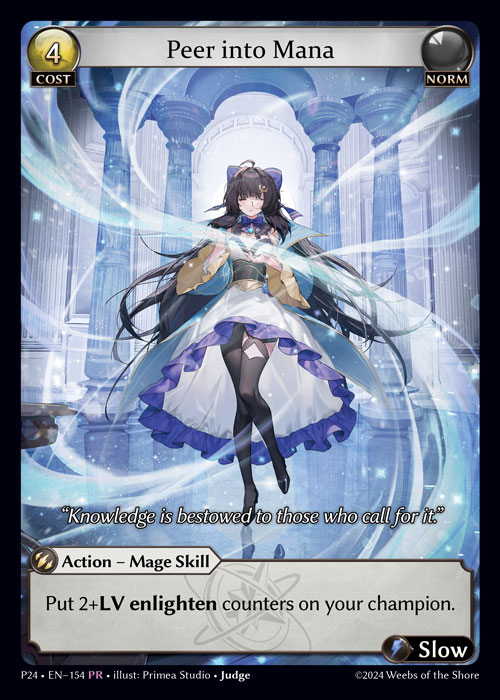 4
COST
Peer into Mana
NORM
“Knowledge is bestowed to those who call for it.”
Action – Mage Skill
Put 2+LV enlighten counters on your champion.
Slow
P24 • EN–154 PR • illust: Primea Studio • Judge
©2024 Weebs of the Shore